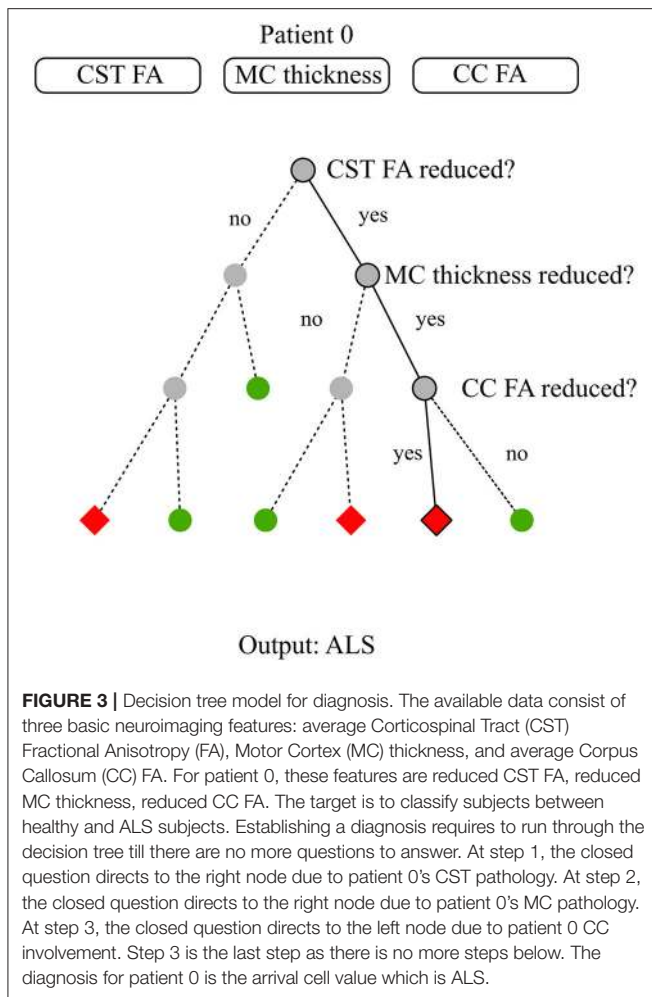 Patient 0
CST FA MC thickness CC FA
CST FA reduced?
no yes
MC thickness reduced?
no yes
CC FA reduced?
yes no
Output: ALS
FIGURE 3 | Decision tree model for diagnosis. The available data consist of
three basic neuroimaging features: average Corticospinal Tract (CST)
Fractional Anisotropy (FA), Motor Cortex (MC) thickness, and average Corpus
Callosum (CC) FA. For patient 0, these features are reduced CST FA, reduced
MC thickness, reduced CC FA. The target is to classify subjects between
healthy and ALS subjects. Establishing a diagnosis requires to run through the
decision tree till there are no more questions to answer. At step 1, the closed
question directs to the right node due to patient 0's CST pathology. At step 2,
the closed question directs to the right node due to patient 0's MC pathology.
At step 3, the closed question directs to the left node due to patient 0 CC
involvement. Step 3 is the last step as there is no more steps below. The
diagnosis for patient 0 is the arrival cell value which is ALS.